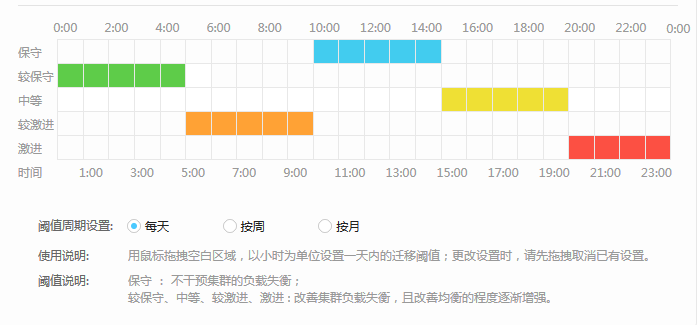 0:00 2:00 4:00 6:00 8:00 10:00 12:00 14:00 16:00 18:00 20:00 22:00 0:00
保守
较保守
中等
较激进
激进
时间 1:00 3:00 5:00 7:00 9:00 11:00 13:00 15:00 17:00 19:00 21:00 23:00
阈值周期设置: 每天 按周 按月
使用说明: 用鼠标拖拽空白区域，以小时为单位设置一天内的迁移阈值；更改设置时，请先拖拽取消已有设置。
阈值说明: 保守 ： 不干预集群的负载失衡；
较保守、中等、较激进、激进 : 改善集群负载失衡，且改善均衡的程度逐渐增强。